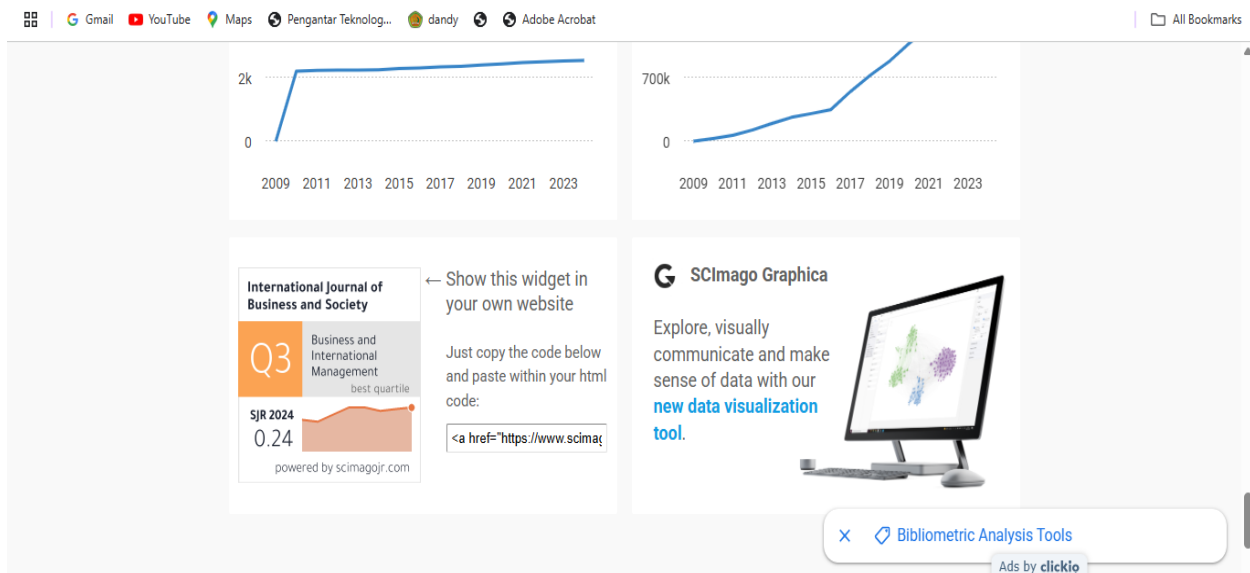 Gmail
YouTube
Maps
Pengantar Teknolog...
dandy
Adobe Acrobat
All Bookmarks
2k
0
2009 2011 2013 2015 2017 2019 2021 2023
700k
0
2009 2011 2013 2015 2017 2019 2021 2023
International Journal of
Business and Society
Q3
Business and
International
Management
best quartile
SJR 2024
0.24
powered by scimagojr.com
← Show this widget in
your own website
Just copy the code below
and paste within your html
code:
<a href="https://www.scimag
SCImago Graphica
Explore, visually
communicate and make
sense of data with our
new data visualization
tool.
Bibliometric Analysis Tools
Ads by clickio